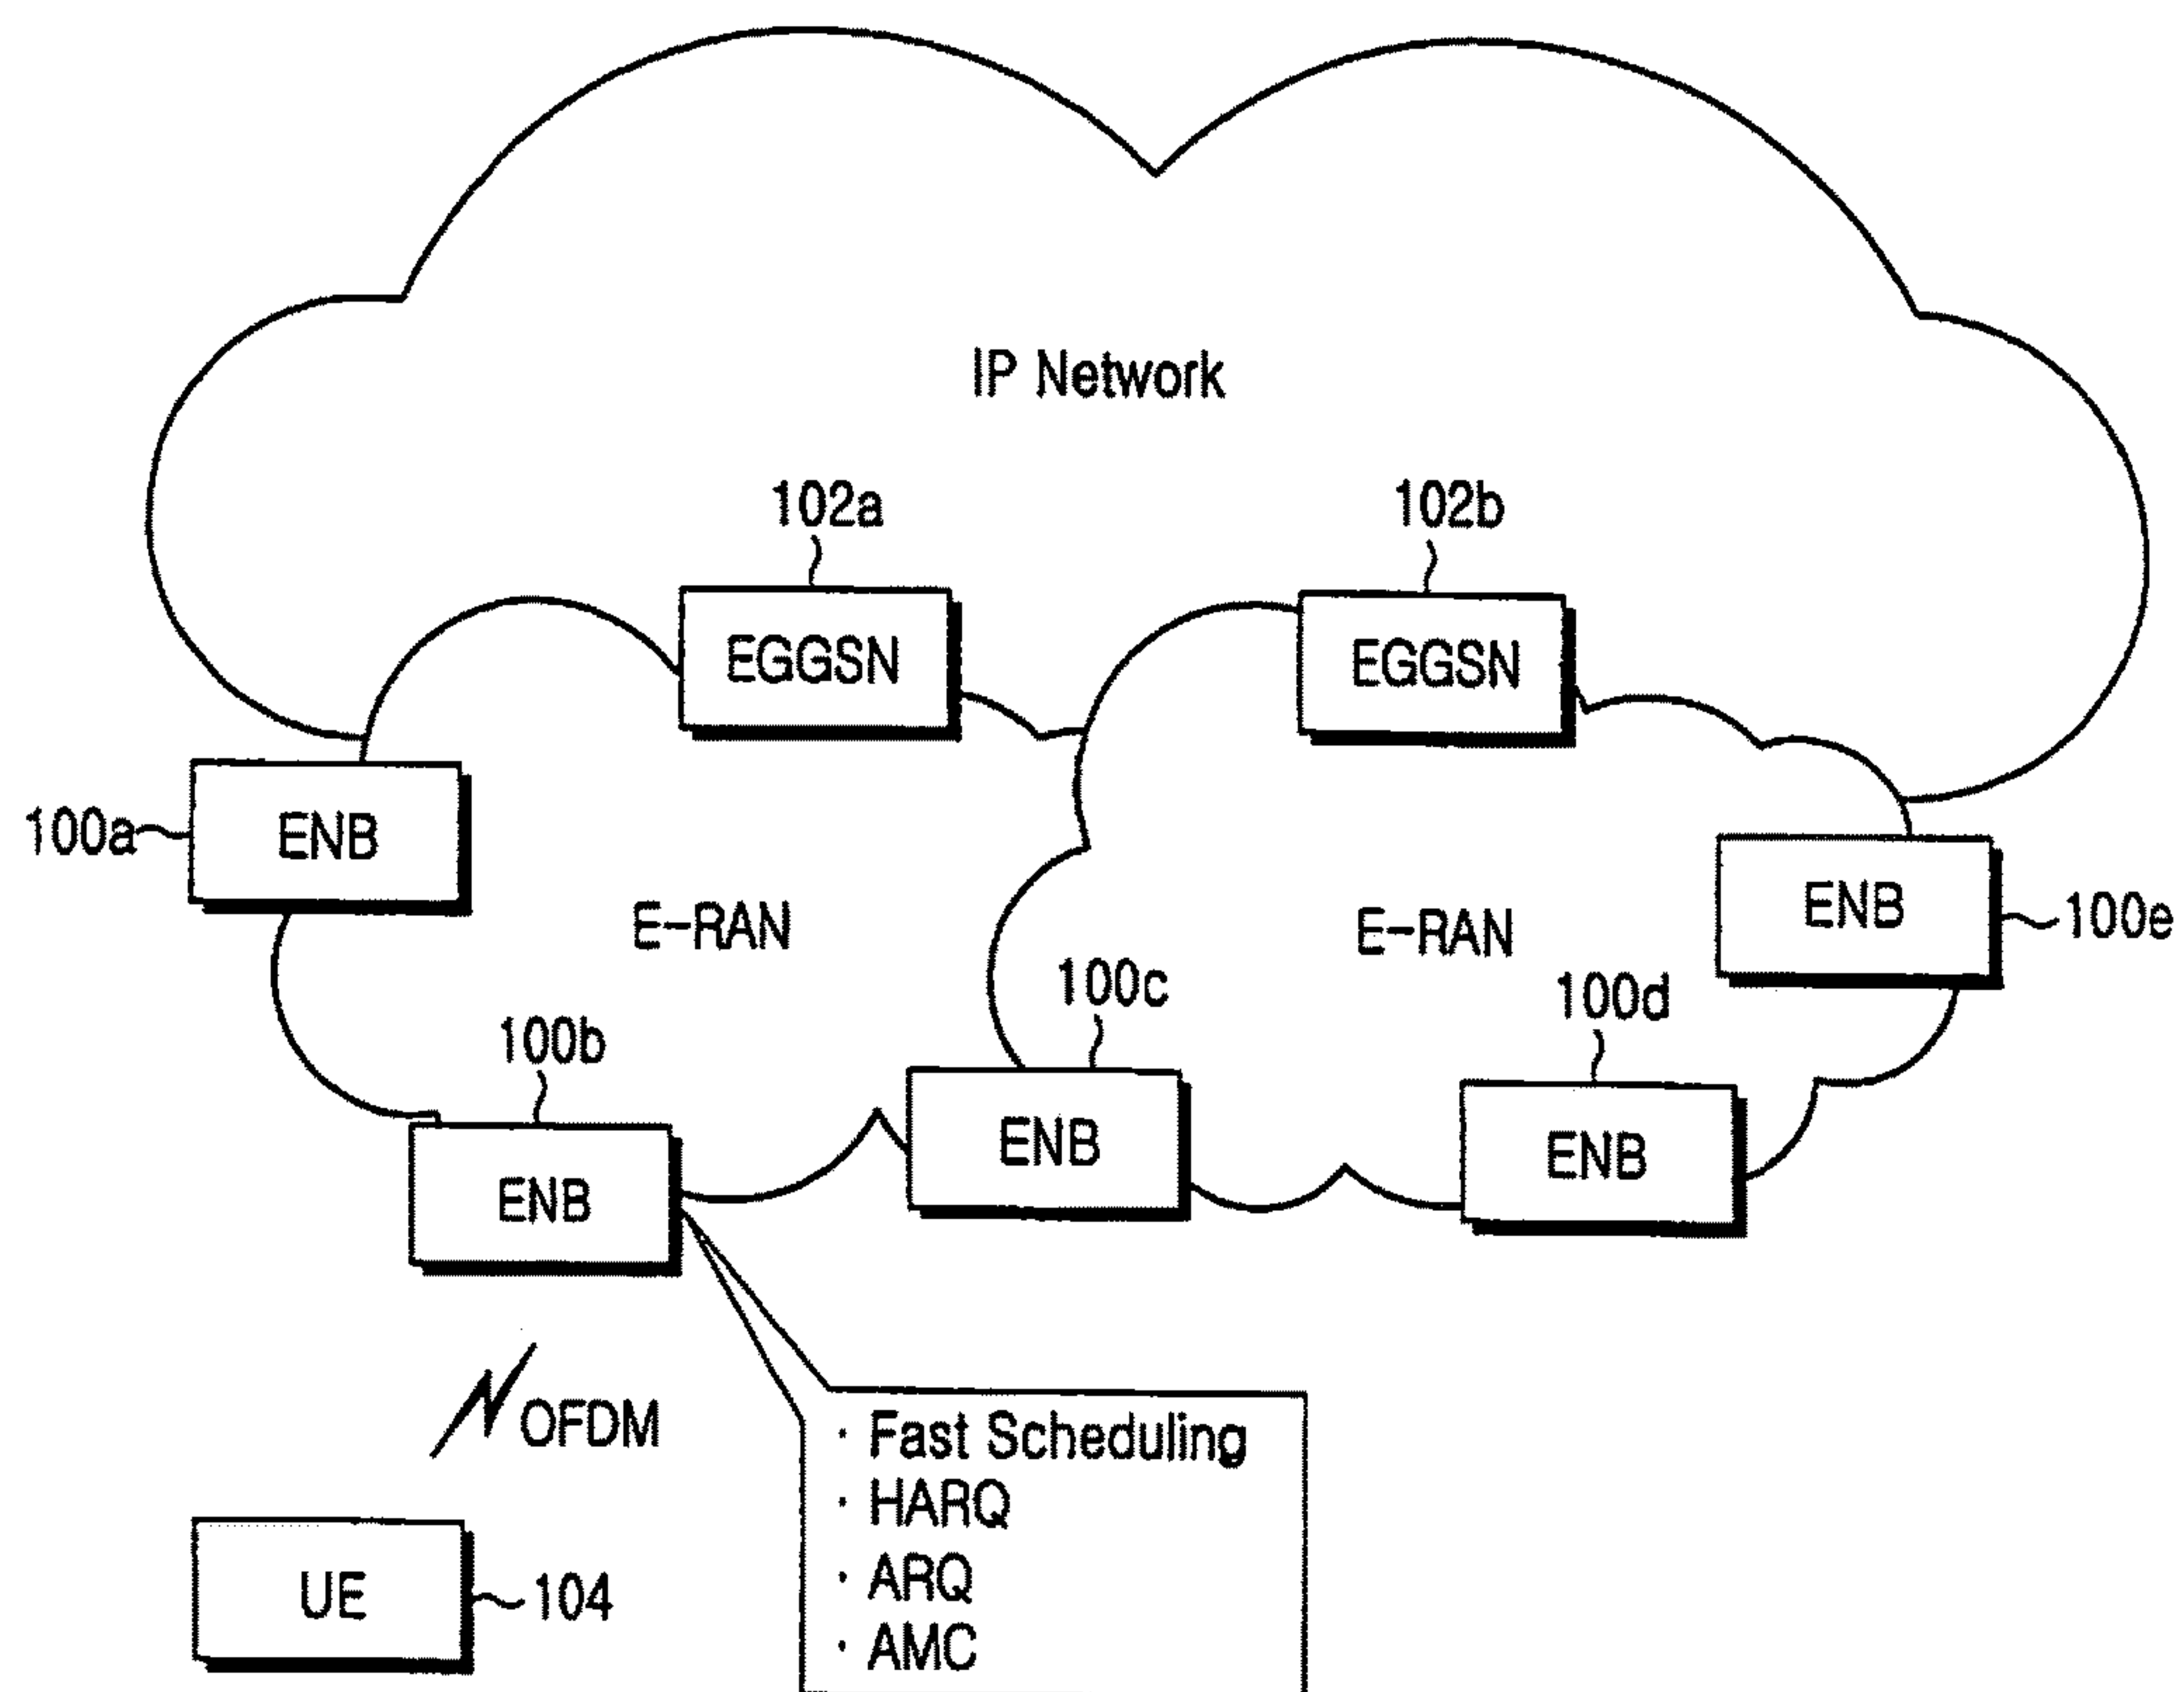 IP Network
102a
102b
EGGSN
EGGSN
100a
ENB
E-RAN
E-RAN
ENB
100e
100b
100c
100d
ENB
ENB
ENB
OFDM
· Fast Scheduling
· HARQ
· ARQ
· AMC
UE
104